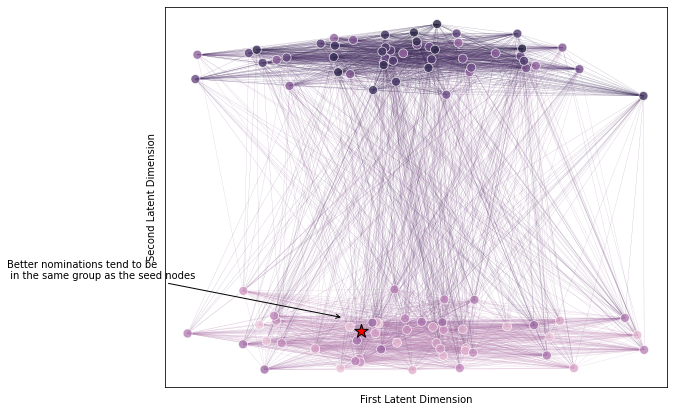 Second Latent Dimension
Better nominations tend to be
in the same group as the seed nodes
First Latent Dimension